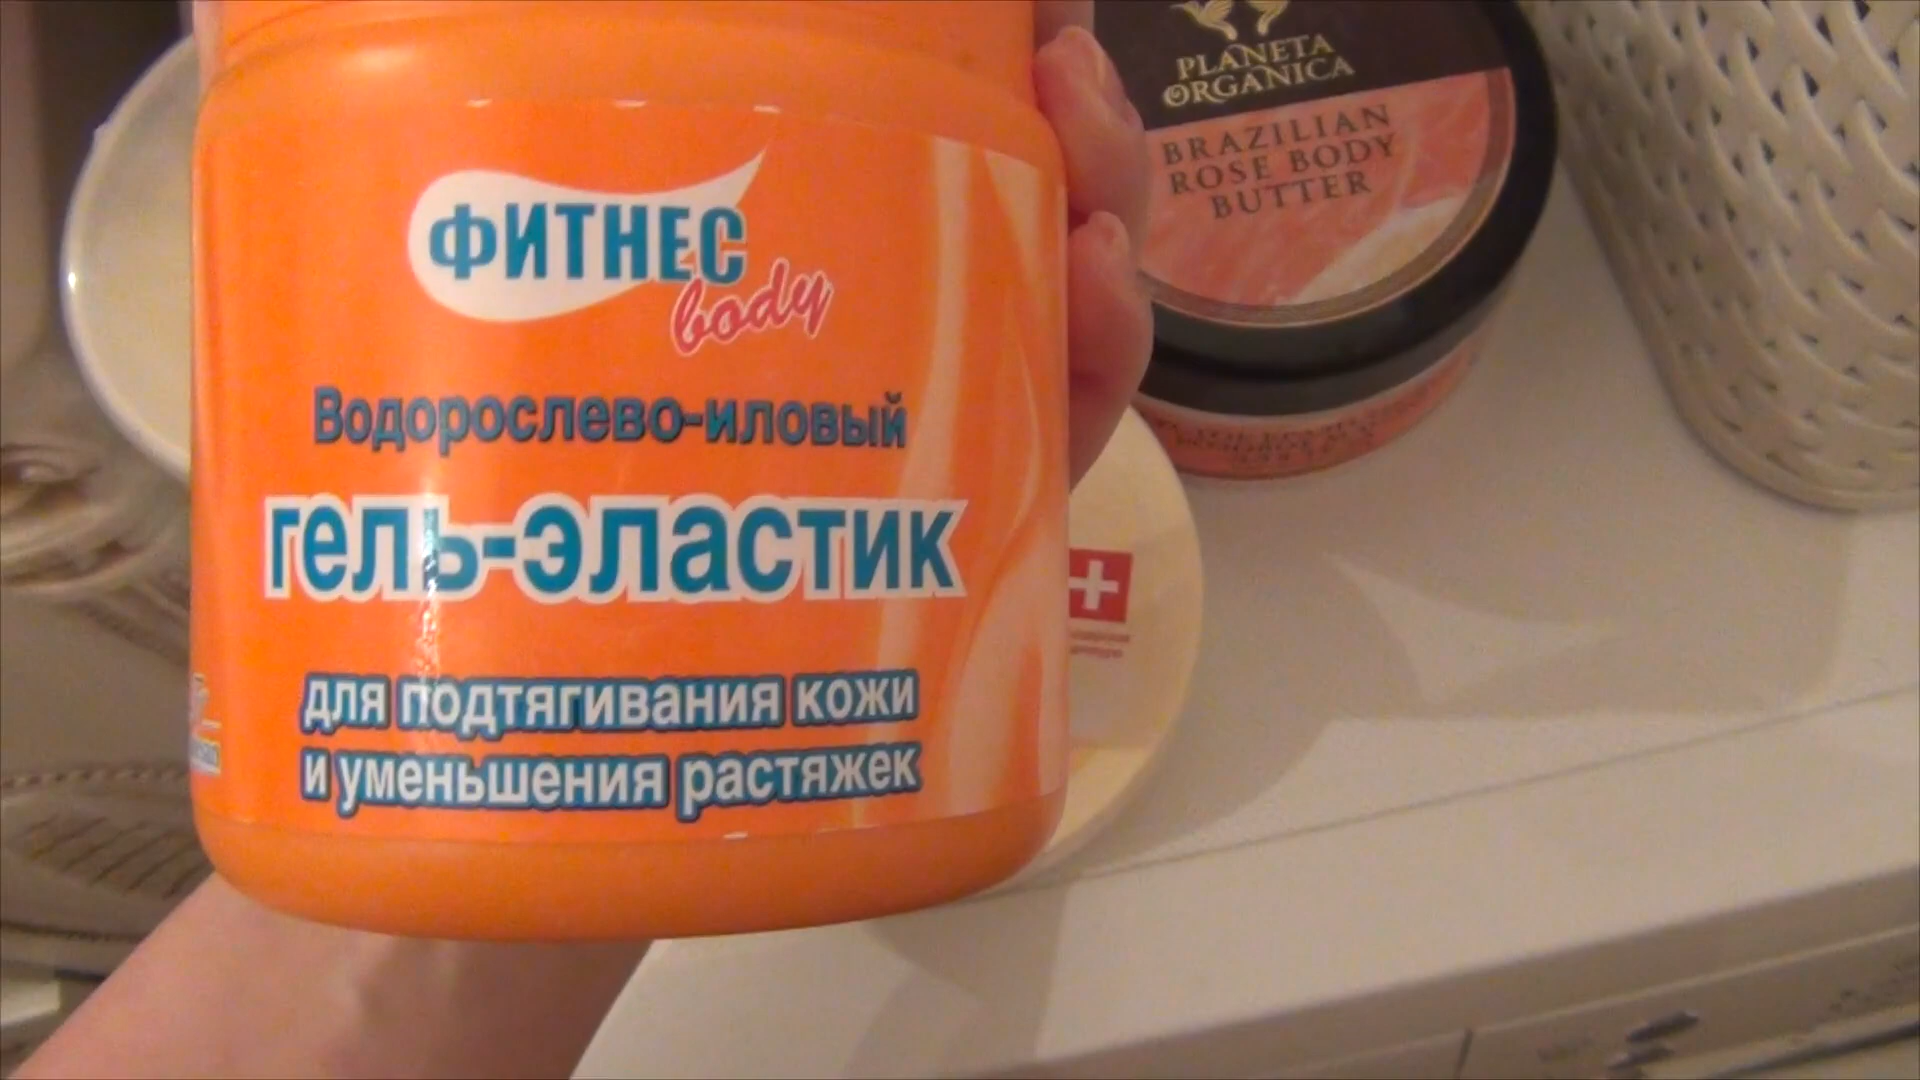 ФИТНЕС
body
Водорослево-иловый
гель-эластик
для подтягивания кожи
и уменьшения растяжек
PLANETA
ORGANICA
BRAZILIAN
ROSE BODY
BUTTER